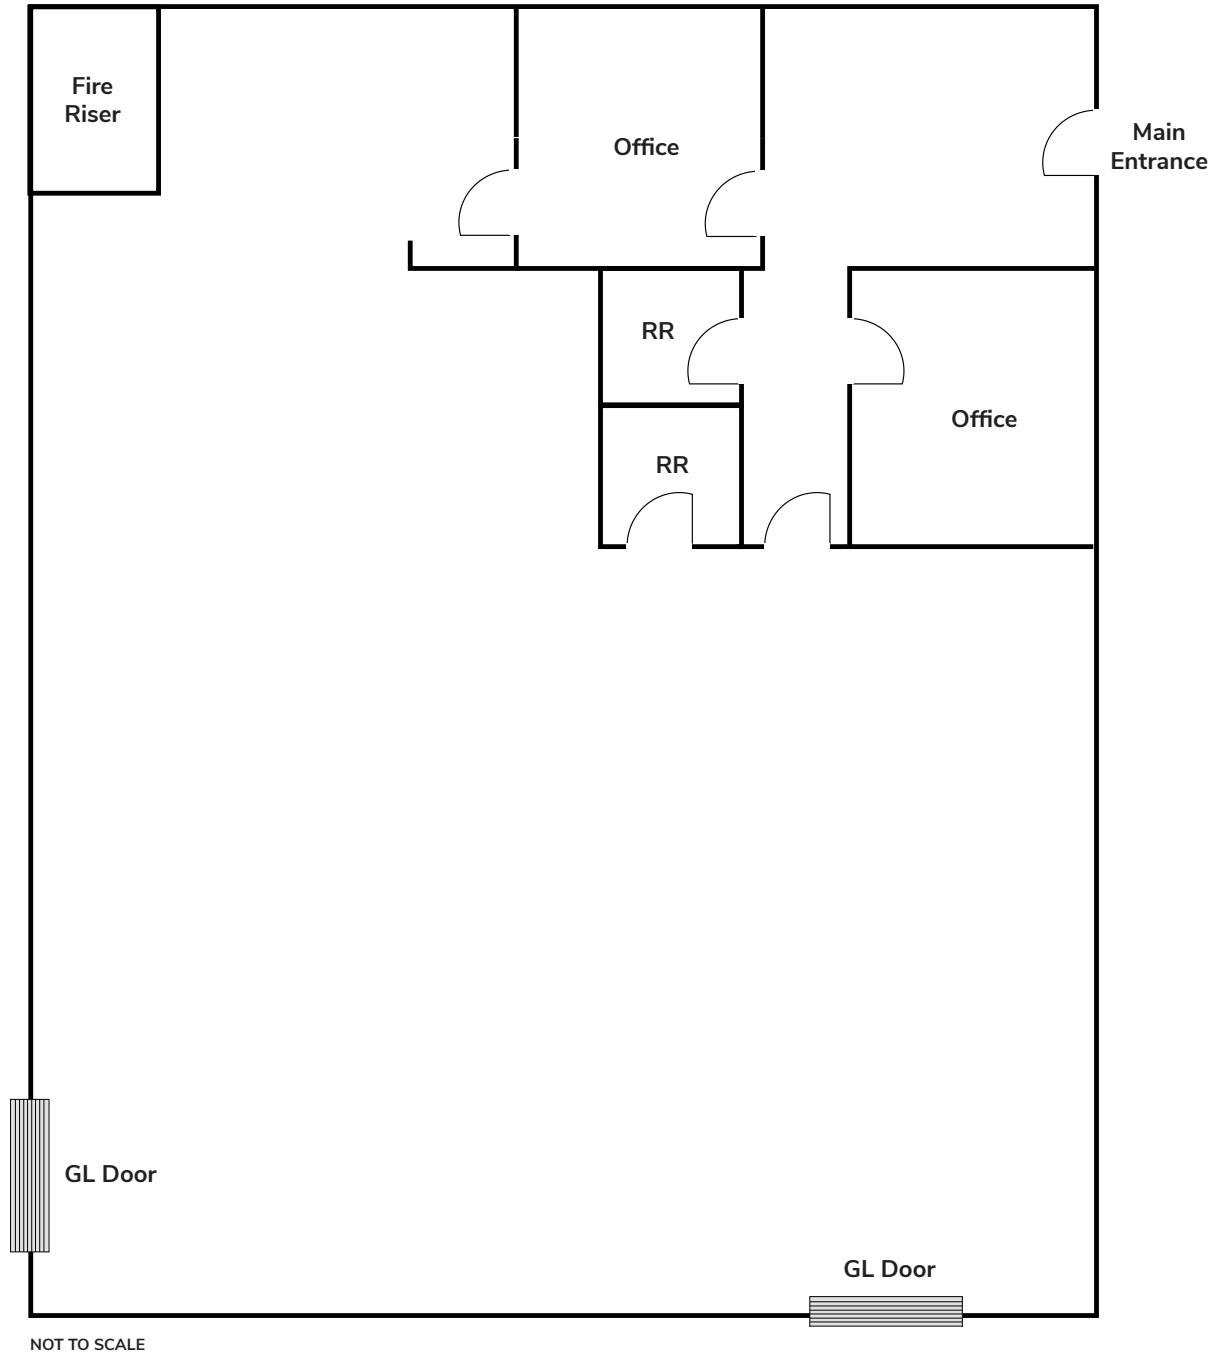 Fire
Riser
Office
Main
Entrance
RR
Office
RR
GL Door
GL Door
NOT TO SCALE